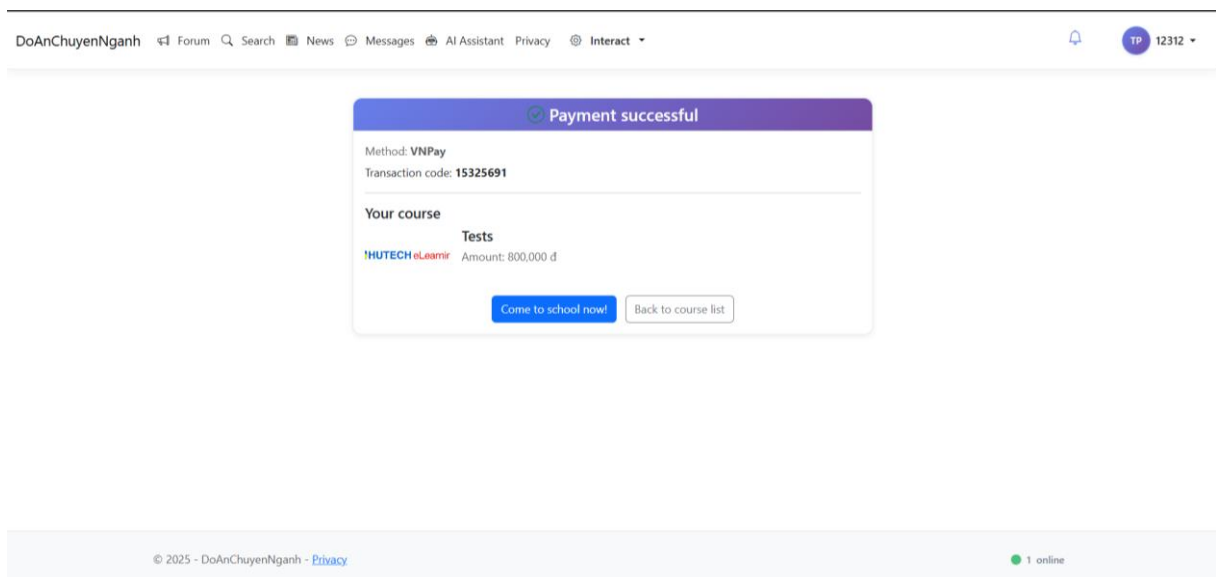 DoAnChuyenNganh Forum Search News Messages AI Assistant Privacy Interact TP 12312
Payment successful
Method: VNPay
Transaction code: 15325691
Your course
Tests
HUTECH eLearnir Amount: 800,000 đ
Come to school now! Back to course list
© 2025 - DoAnChuyenNganh - Privacy 1 online